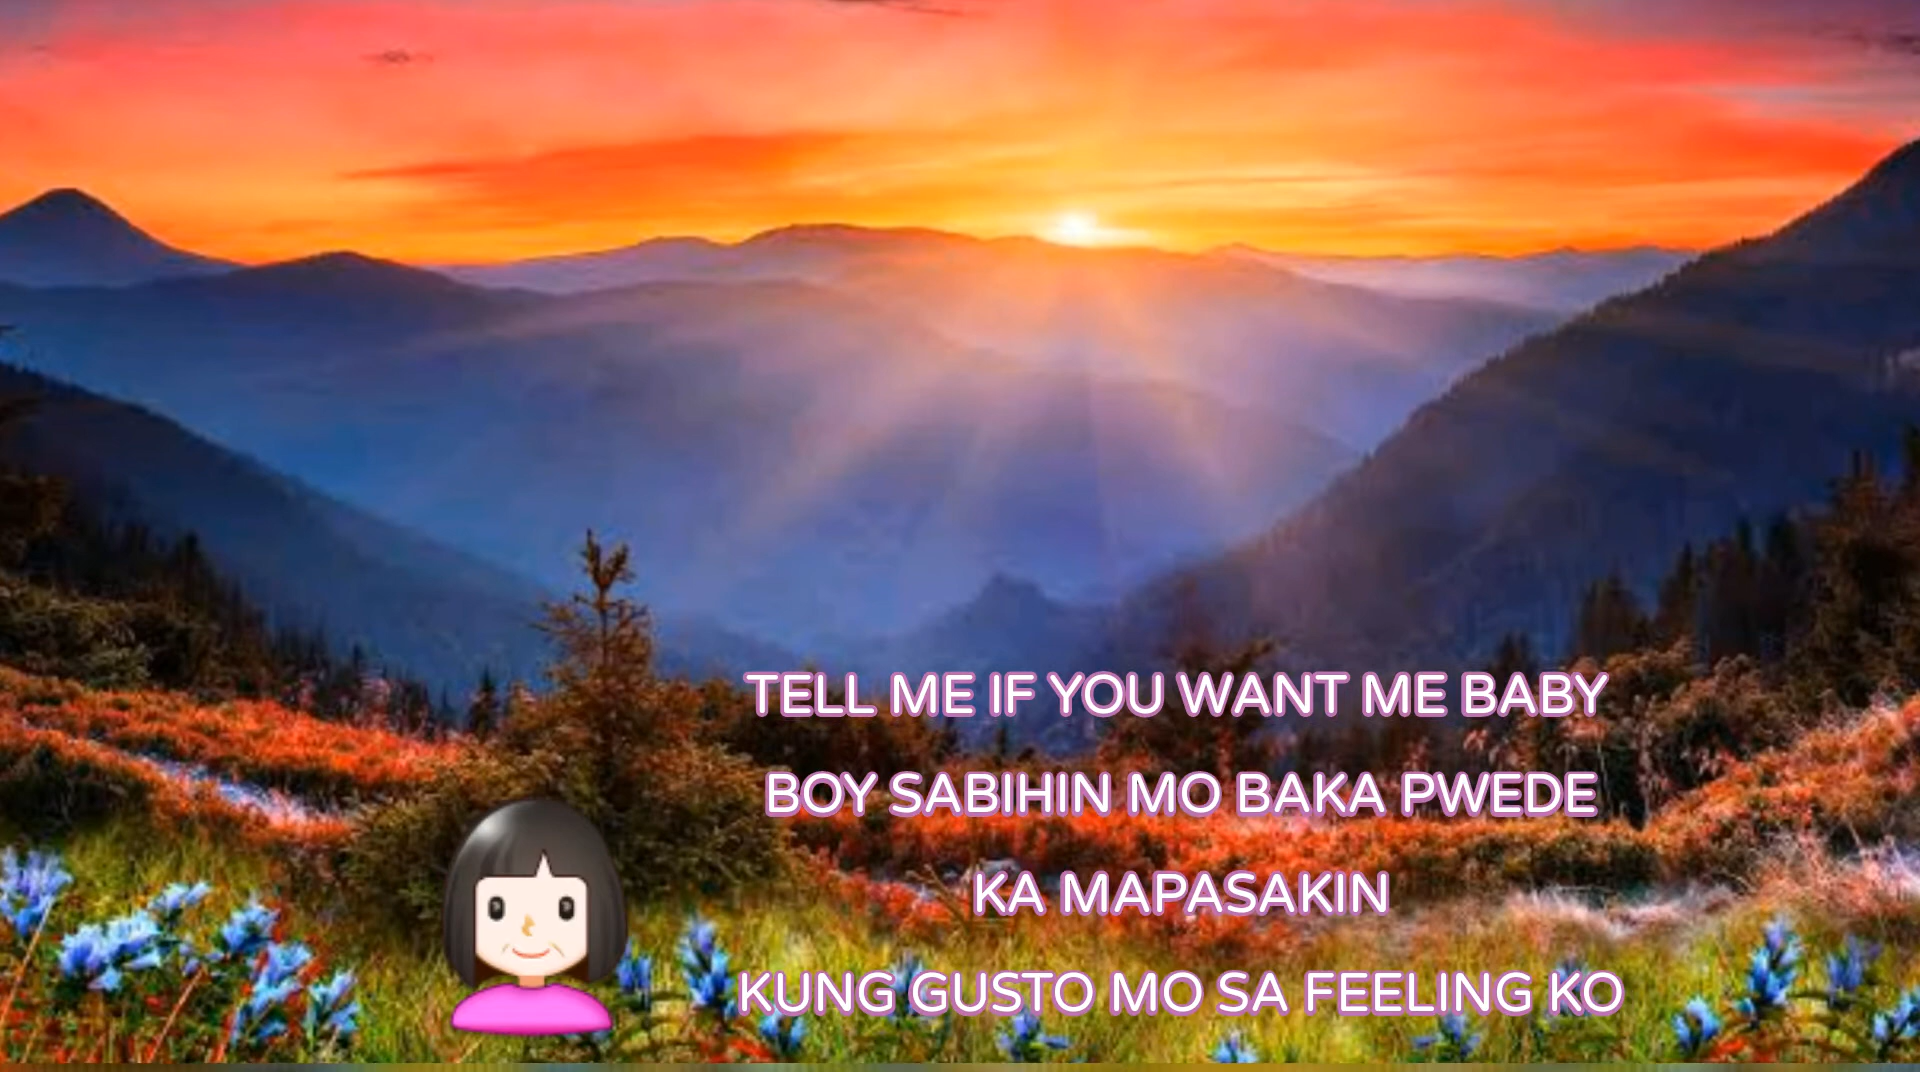 TELL ME IF YOU WANT ME BABY
BOY SABIHIN MO BAKA PWEDE
KA MAPASAKIN
KUNG GUSTO MO SA FEELING KO